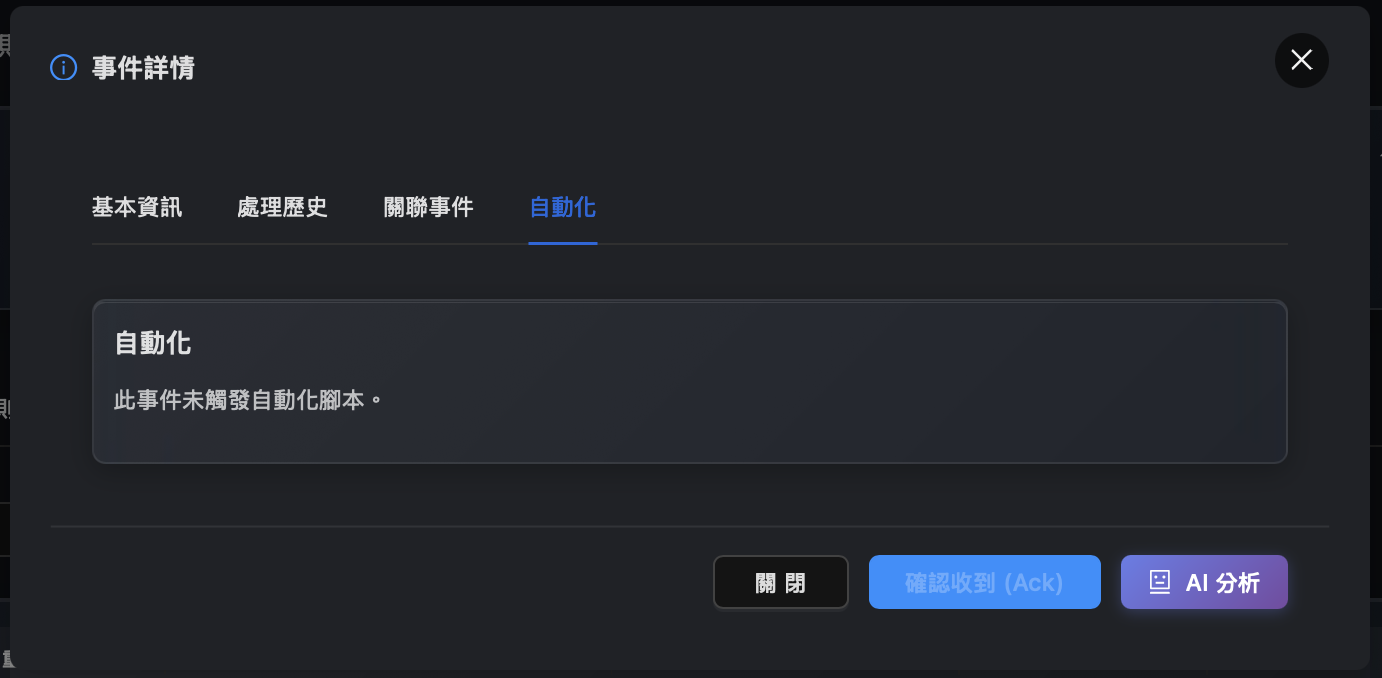 事件詳情
基本資訊 處理歷史 關聯事件 自動化
自動化
此事件未觸發自動化腳本。
關 閉 確認收到 (Ack) AI 分析